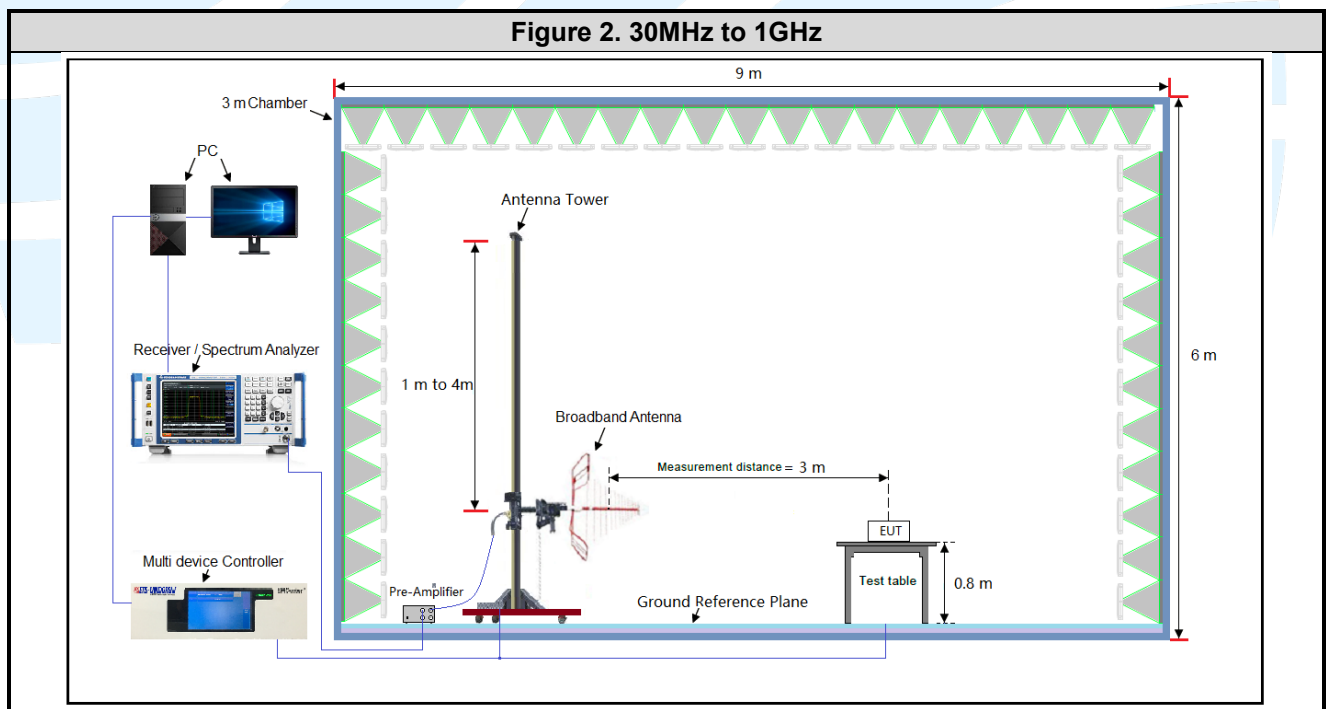 Figure 2. 30MHz to 1GHz
9 m
3 m Chamber
PC
Antenna Tower
Receiver / Spectrum Analyzer
1 m to 4m
6 m
Broadband Antenna
Measurement distance = 3 m
EUT
Multi device Controller
Pre-Amplifier
Test table
0.8 m
Ground Reference Plane